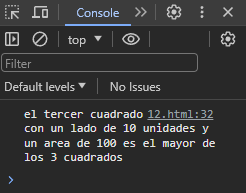 Console
top
Filter
Default levels No Issues
el tercer cuadrado 12.html:32
con un lado de 10 unidades y
un area de 100 es el mayor de
los 3 cuadrados